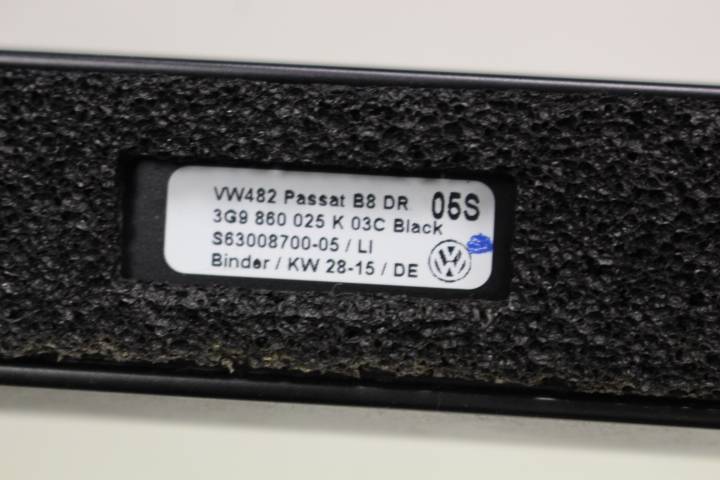 VW482 Passat B8 DR 05S
3G9 860 025 K 03C Black
S63008700-05 / LI
Binder / KW 28-15 / DE